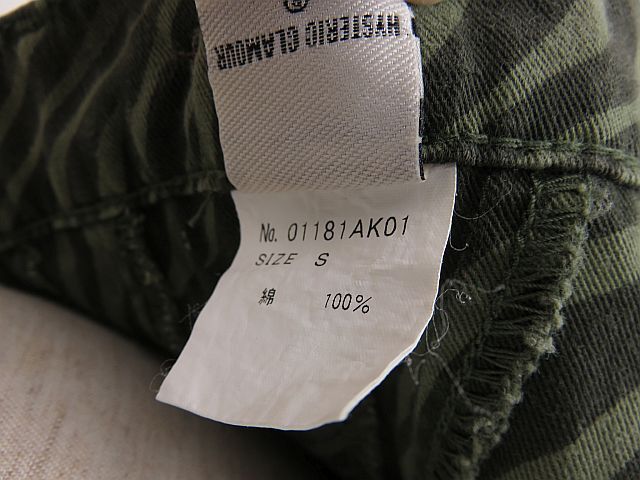 ®
HYSTERIC GLAMOUR
No. 01181AK01
SIZE S
綿 100%